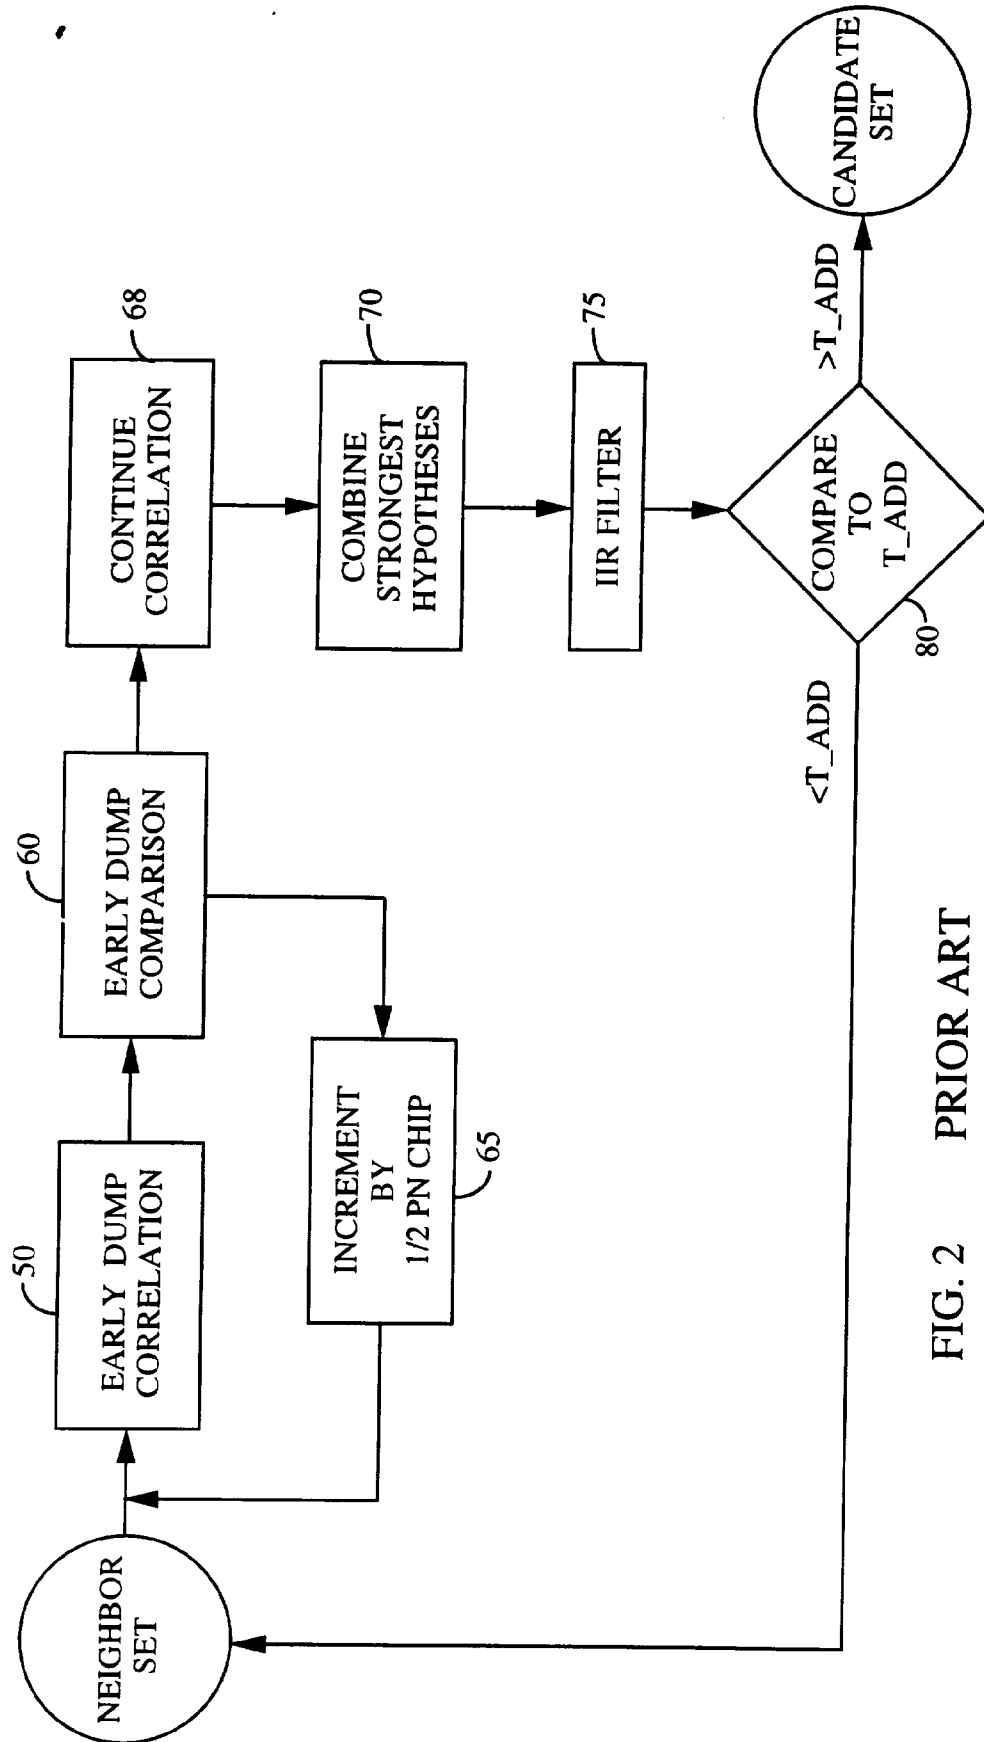 NEIGHBOR
SET
50
EARLY DUMP
CORRELATION
60
EARLY DUMP
COMPARISON
INCREMENT
BY
1/2 PN CHIP
65
68
CONTINUE
CORRELATION
70
COMBINE
STRONGEST
HYPOTHESES
75
IIR FILTER
COMPARE
TO
T_ADD
80
<T_ADD
>T_ADD
CANDIDATE
SET
FIG. 2 PRIOR ART